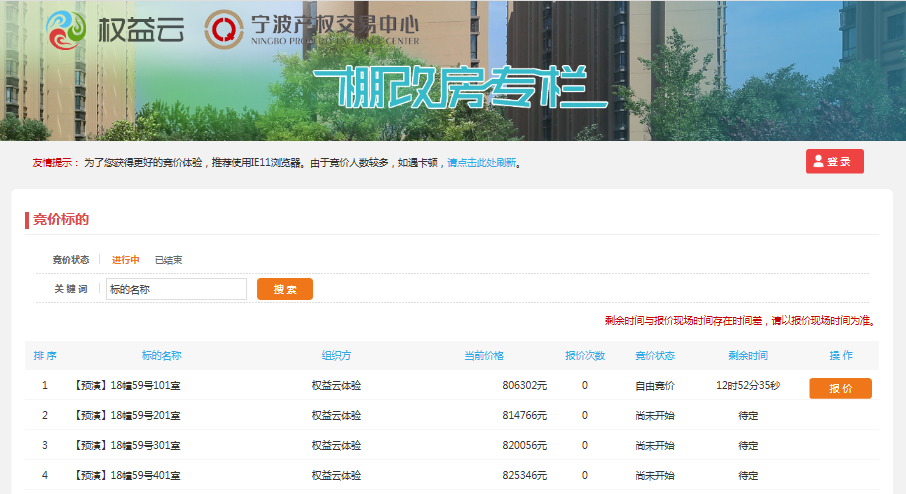 权益云 宁波产权交易中心
NINGBO PROPERTY EXCHANGE CENTER
棚改房专栏
友情提示： 为了您获得更好的竞价体验，推荐使用IE11浏览器。由于竞价人数较多，如遇卡顿，请点击此处刷新。 登录
竞价标的
竞价状态 进行中 已结束
关键词 标的名称 搜索
剩余时间与报价现场时间存在时间差，请以报价现场时间为准。
排序 标的名称 组织方 当前价格 报价次数 竞价状态 剩余时间 操作
1 【预演】18幢59号101室 权益云体验 806302元 0 自由竞价 12时52分35秒 报价
2 【预演】18幢59号201室 权益云体验 814766元 0 尚未开始 待定
3 【预演】18幢59号301室 权益云体验 820056元 0 尚未开始 待定
4 【预演】18幢59号401室 权益云体验 825346元 0 尚未开始 待定